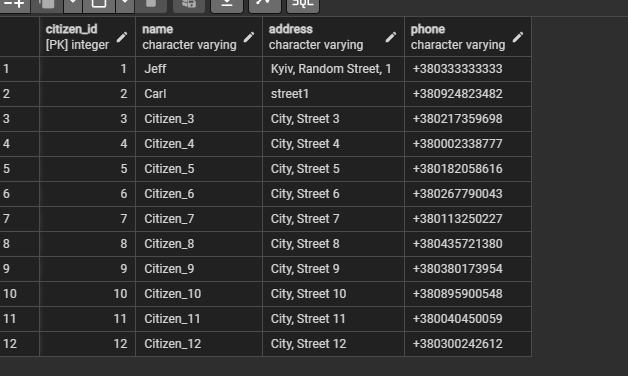 SQL
citizen_id name address phone
[PK] integer character varying character varying character varying
1 1 Jeff Kyiv, Random Street, 1 +380333333333
2 2 Carl street1 +380924823482
3 3 Citizen_3 City, Street 3 +380217359698
4 4 Citizen_4 City, Street 4 +380002338777
5 5 Citizen_5 City, Street 5 +380182058616
6 6 Citizen_6 City, Street 6 +380267790043
7 7 Citizen_7 City, Street 7 +380113250227
8 8 Citizen_8 City, Street 8 +380435721380
9 9 Citizen_9 City, Street 9 +380380173954
10 10 Citizen_10 City, Street 10 +380895900548
11 11 Citizen_11 City, Street 11 +380040450059
12 12 Citizen_12 City, Street 12 +380300242612